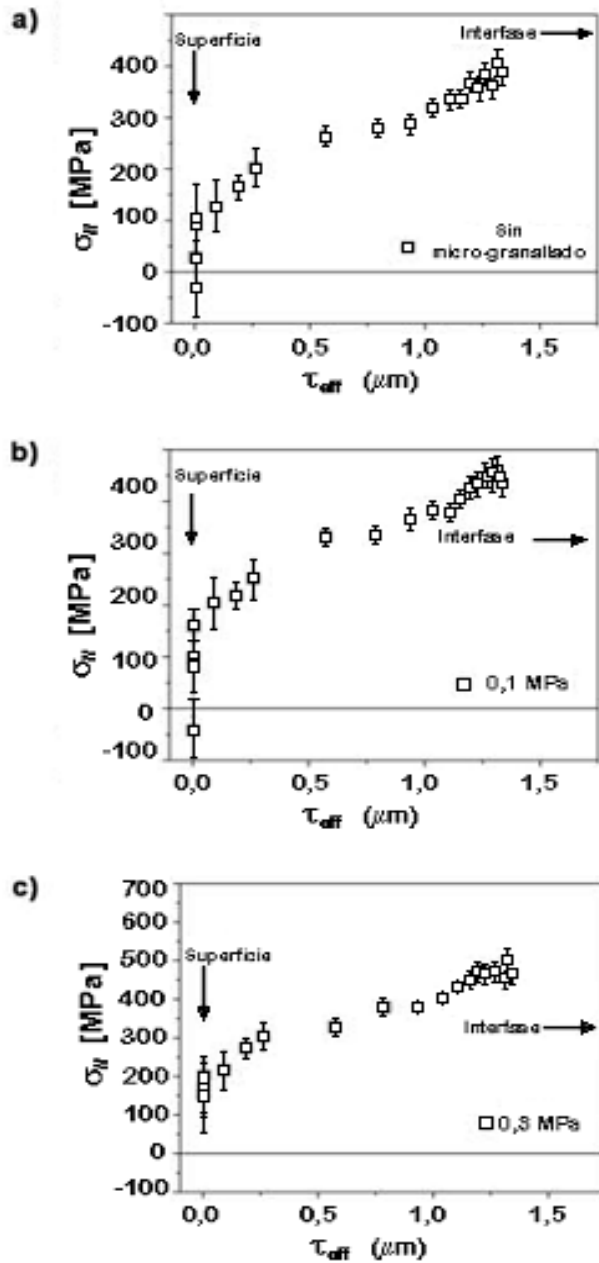 a)
Superficie
Interfase
400
300
200
100
0
-100
σ// [MPa]
Sin
micro-granallado
0,0
0,5
1,0
1,5
τeff (μm)
b)
Superficie
Interfase
400
300
200
100
0
-100
σ// [MPa]
0,1 MPa
0,0
0,5
1,0
1,5
τeff (μm)
c)
700
600
500
400
300
200
100
0
-100
Superficie
Interfase
σ// [MPa]
0,3 MPa
0,0
0,5
1,0
1,5
τeff (μm)